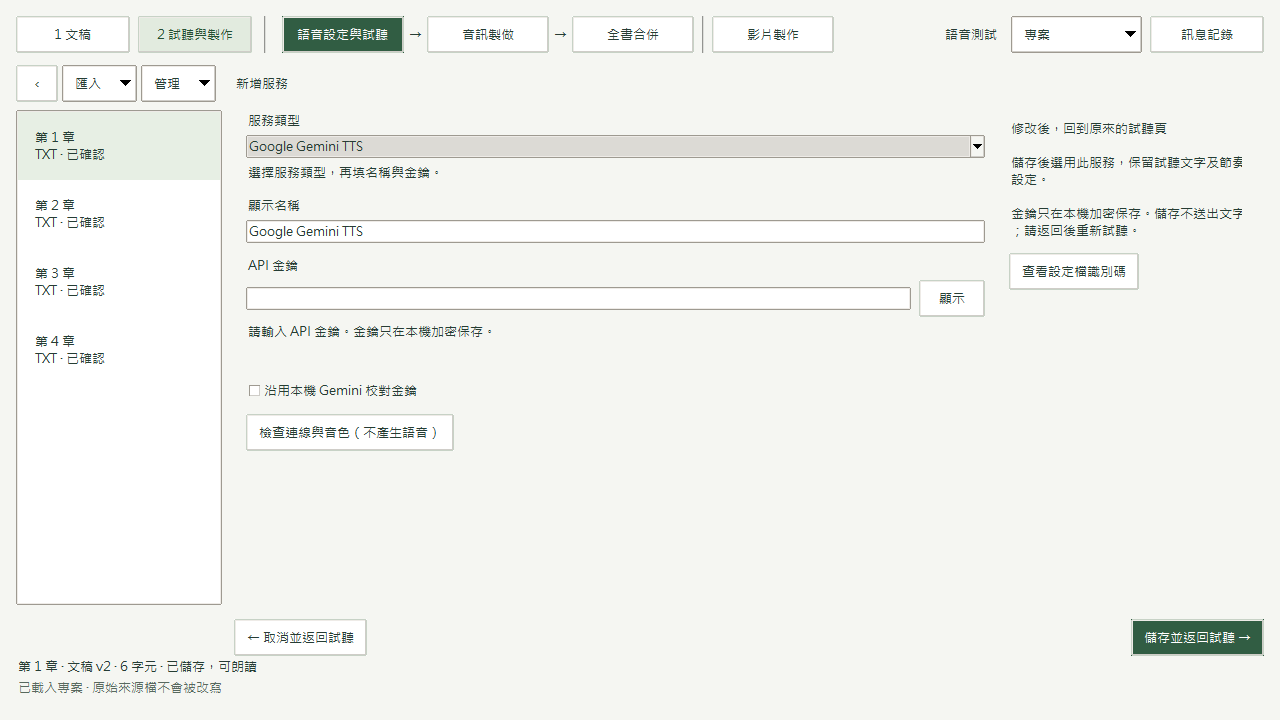 1 文稿
2 試聽與製作
語音設定與試聽
→
音訊製做
→
全書合併
影片製作
語音測試
專案
訊息記錄
‹
匯入
管理
新增服務
第 1 章
TXT · 已確認
第 2 章
TXT · 已確認
第 3 章
TXT · 已確認
第 4 章
TXT · 已確認
服務類型
Google Gemini TTS
選擇服務類型，再填名稱與金鑰。
顯示名稱
Google Gemini TTS
API 金鑰
顯示
請輸入 API 金鑰。金鑰只在本機加密保存。
沿用本機 Gemini 校對金鑰
檢查連線與音色（不產生語音）
修改後，回到原來的試聽頁
儲存後選用此服務，保留試聽文字及節奏
設定。
金鑰只在本機加密保存。儲存不送出文字
；請返回後重新試聽。
查看設定檔識別碼
← 取消並返回試聽
儲存並返回試聽 →
第 1 章 · 文稿 v2 · 6 字元 · 已儲存，可朗讀
已載入專案 · 原始來源檔不會被改寫